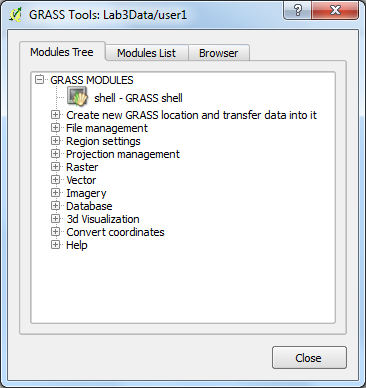 GRASS Tools: Lab3Data/user1
Modules Tree Modules List Browser
GRASS MODULES
shell - GRASS shell
Create new GRASS location and transfer data into it
File management
Region settings
Projection management
Raster
Vector
Imagery
Database
3d Visualization
Convert coordinates
Help
Close